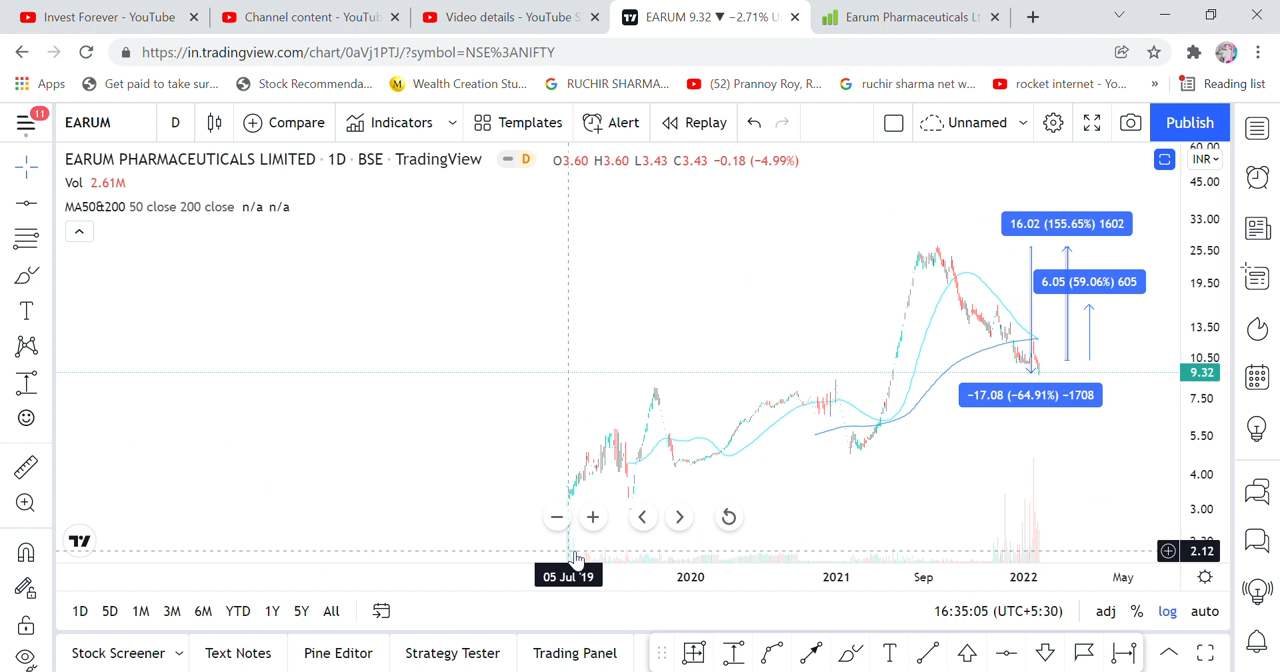 Invest Forever - YouTube
Channel content - YouTub
Video details - YouTube S
EARUM 9.32 ▼ −2.71% U
Earum Pharmaceuticals Lt
https://in.tradingview.com/chart/0aVj1PTJ/?symbol=NSE%3ANIFTY
Apps
Get paid to take sur...
Stock Recommenda...
Wealth Creation Stu...
RUCHIR SHARMA...
(52) Prannoy Roy, R...
ruchir sharma net w...
rocket internet - Yo...
»
Reading list
11
EARUM
D
Compare
Indicators
Templates
Alert
Replay
Unnamed
Publish
EARUM PHARMACEUTICALS LIMITED · 1D · BSE · TradingView
D
O3.60 H3.60 L3.43 C3.43 −0.18 (−4.99%)
INR
Vol 2.61M
MA50&200 50 close 200 close n/a n/a
60.00
45.00
33.00
25.50
19.50
13.50
10.50
9.32
7.50
5.50
4.00
3.00
2.12
16.02 (155.65%) 1602
6.05 (59.06%) 605
−17.08 (−64.91%) −1708
05 Jul '19
2020
2021
Sep
2022
May
1D 5D 1M 3M 6M YTD 1Y 5Y All
16:35:05 (UTC+5:30)
adj % log auto
Stock Screener
Text Notes
Pine Editor
Strategy Tester
Trading Panel